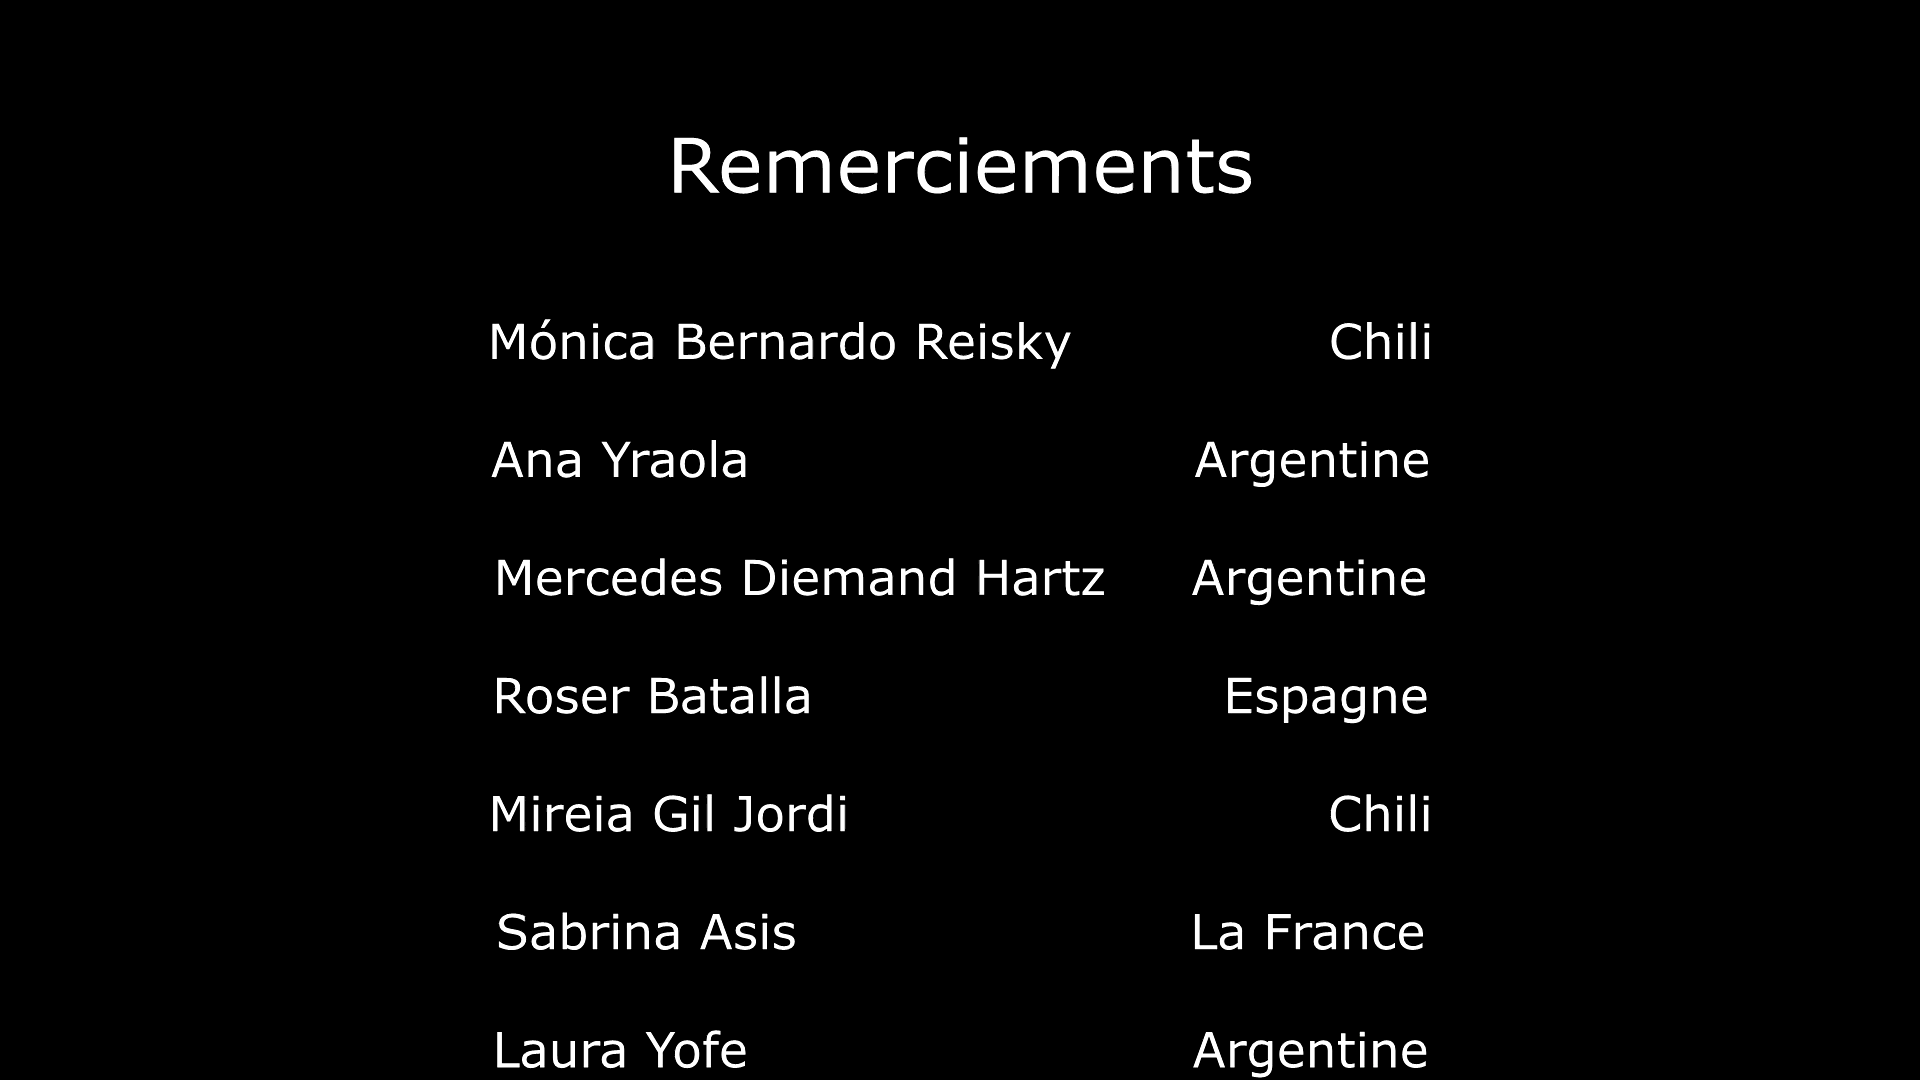 Remerciements
Mónica Bernardo Reisky Chili
Ana Yraola Argentine
Mercedes Diemand Hartz Argentine
Roser Batalla Espagne
Mireia Gil Jordi Chili
Sabrina Asis La France
Laura Yofe Argentine